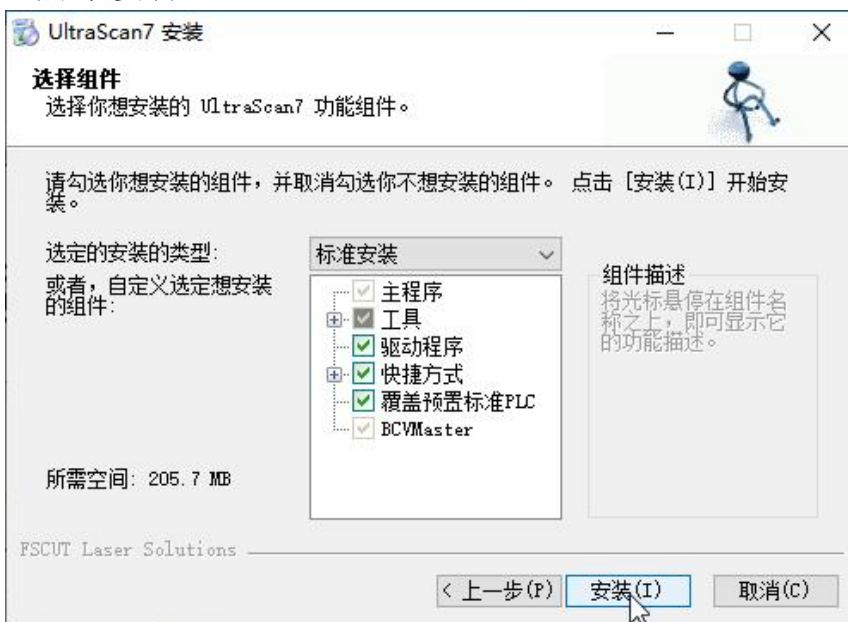 UltraScan7 安装
选择组件
选择你想安装的 UltraScan7 功能组件。
请勾选你想安装的组件，并取消勾选你不想安装的组件。 点击 [安装(I)] 开始安
装。
选定的安装的类型:
标准安装
或者，自定义选定想安装
的组件:
主程序
工具
驱动程序
快捷方式
覆盖预置标准PLC
BCVMaster
组件描述
将光标悬停在组件名
称之上，即可显示它
的功能描述。
所需空间: 205.7 MB
FSCUT Laser Solutions
< 上一步(P)
安装(I)
取消(C)